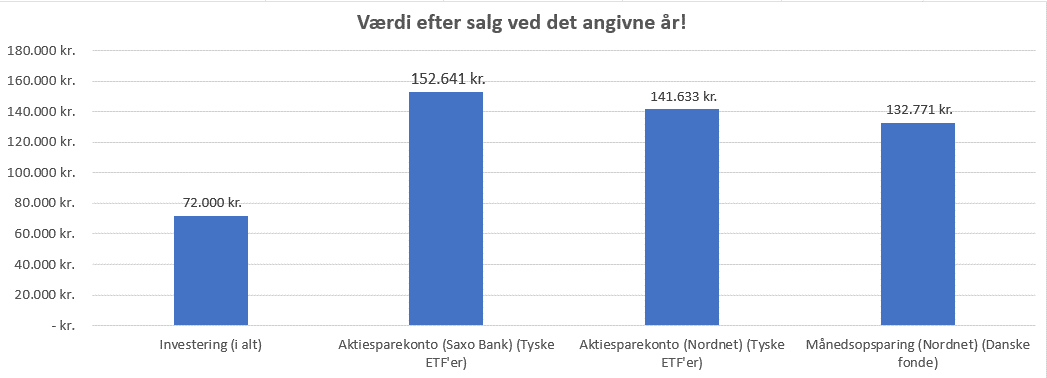 Værdi efter salg ved det angivne år!
180.000 kr.
160.000 kr.
140.000 kr.
120.000 kr.
100.000 kr.
80.000 kr.
60.000 kr.
40.000 kr.
20.000 kr.
- kr.
72.000 kr.
152.641 kr.
141.633 kr.
132.771 kr.
Investering (i alt)
Aktiesparekonto (Saxo Bank) (Tyske
ETF'er)
Aktiesparekonto (Nordnet) (Tyske
ETF'er)
Månedsopsparing (Nordnet) (Danske
fonde)